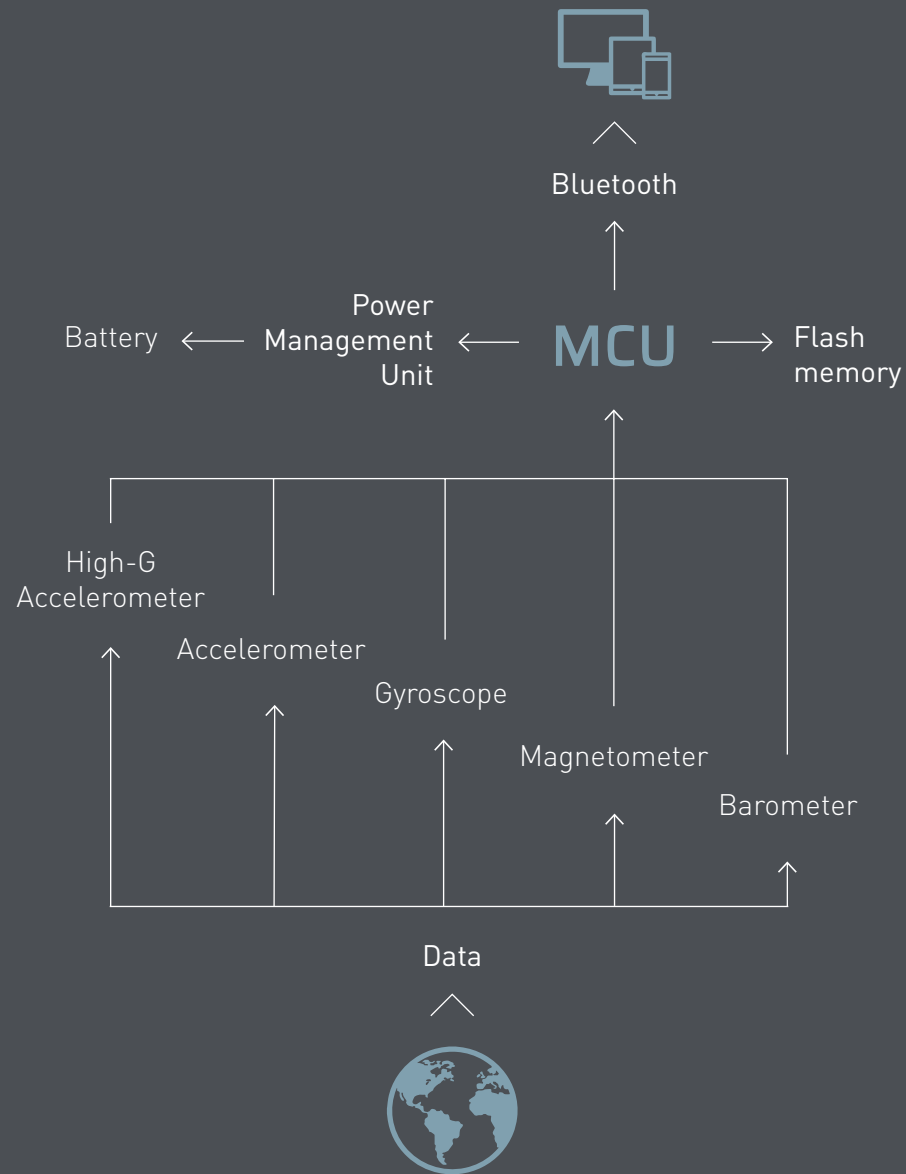 Bluetooth
Battery
Power
Management
Unit
MCU
Flash
memory
High-G
Accelerometer
Accelerometer
Gyroscope
Magnetometer
Barometer
Data